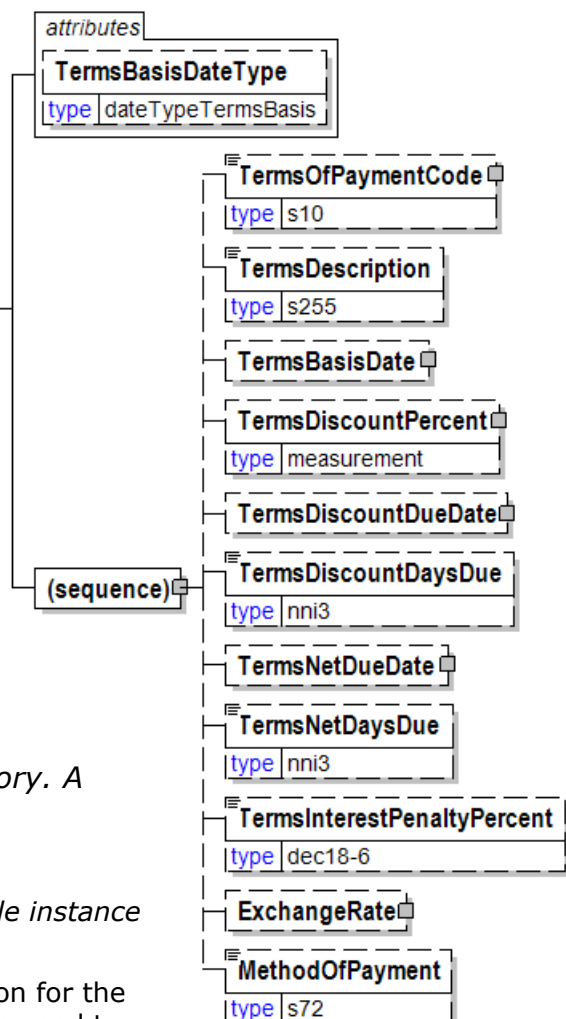 attributes
TermsBasisDateType
type dateTypeTermsBasis
TermsOfPaymentCode
type s10
TermsDescription
type s255
TermsBasisDate
TermsDiscountPercent
type measurement
TermsDiscountDueDate
(sequence)
TermsDiscountDaysDue
type nni3
TermsNetDueDate
TermsNetDaysDue
type nni3
ory. A
TermsInterestPenaltyPercent
type dec18-6
le instance
ExchangeRate
on for the
MethodOfPayment
type s72